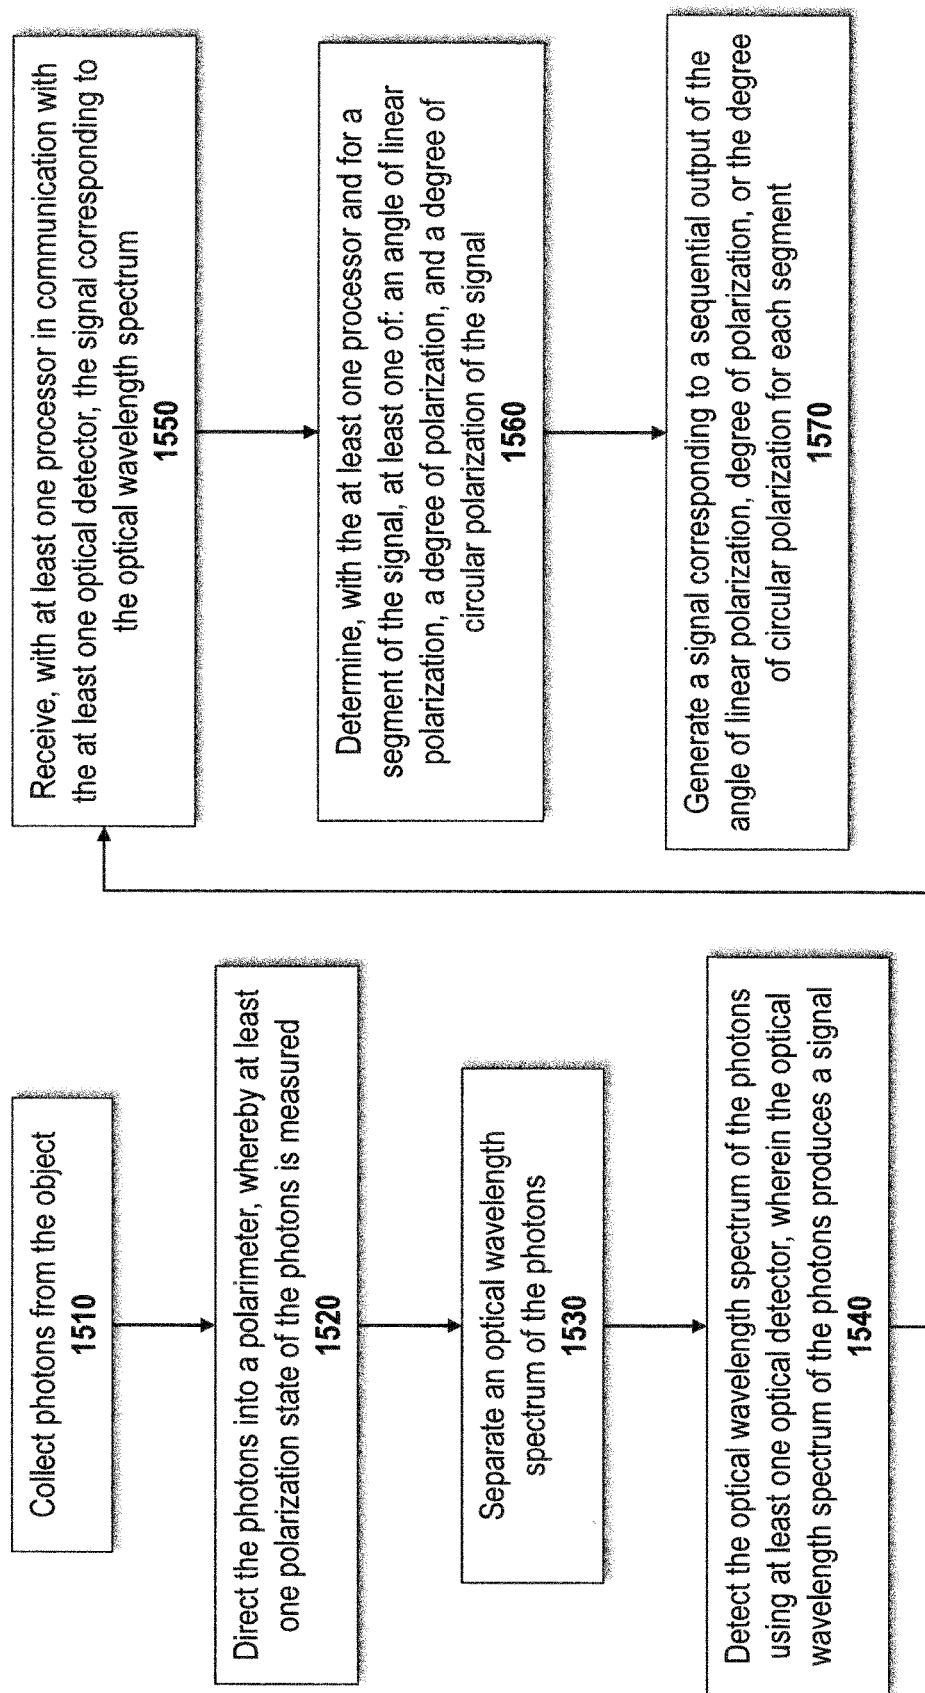 Collect photons from the object
1510
Direct the photons into a polarimeter, whereby at least
one polarization state of the photons is measured
1520
Separate an optical wavelength
spectrum of the photons
1530
Detect the optical wavelength spectrum of the photons
using at least one optical detector, wherein the optical
wavelength spectrum of the photons produces a signal
1540
Receive, with at least one processor in communication with
the at least one optical detector, the signal corresponding to
the optical wavelength spectrum
1550
Determine, with the at least one processor and for a
segment of the signal, at least one of: an angle of linear
polarization, a degree of polarization, and a degree of
circular polarization of the signal
1560
Generate a signal corresponding to a sequential output of the
angle of linear polarization, degree of polarization, or the degree
of circular polarization for each segment
1570